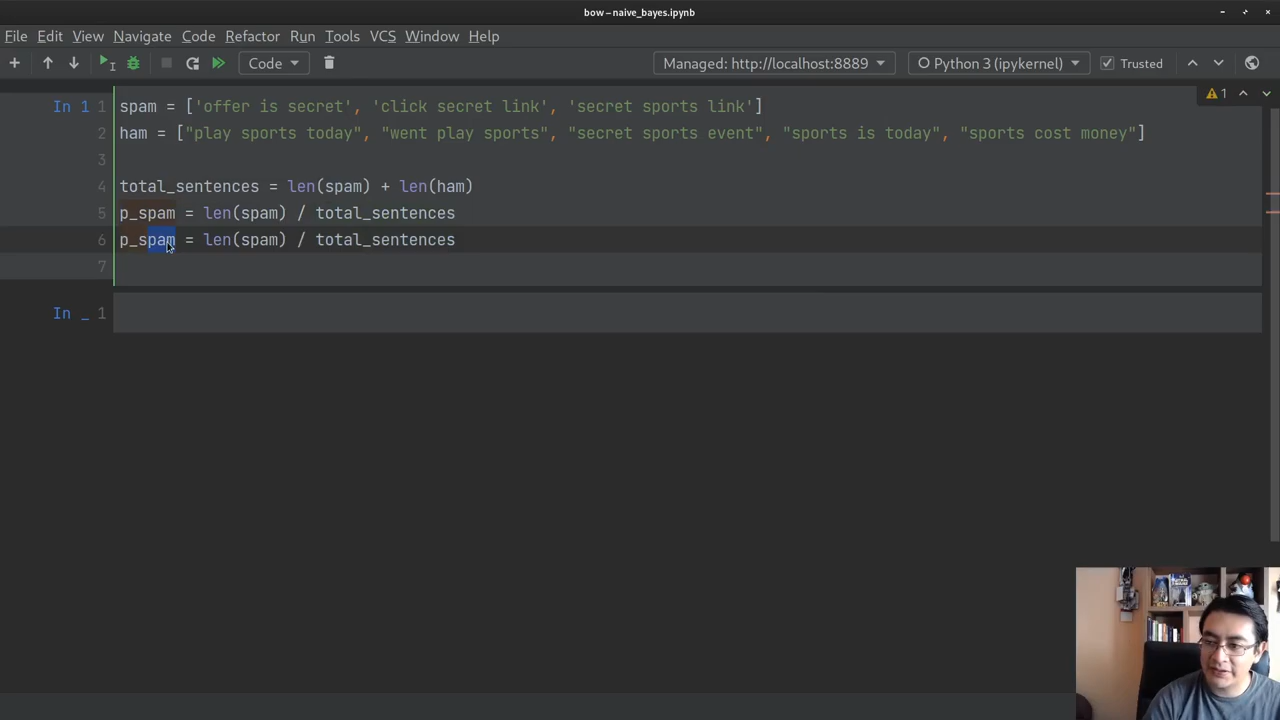 bow – naive_bayes.ipynb
File Edit View Navigate Code Refactor Run Tools VCS Window Help
Code Managed: http://localhost:8889 Python 3 (ipykernel) Trusted
In 1 1 spam = ['offer is secret', 'click secret link', 'secret sports link'] 1
2 ham = ["play sports today", "went play sports", "secret sports event", "sports is today", "sports cost money"]
3
4 total_sentences = len(spam) + len(ham)
5 p_spam = len(spam) / total_sentences
6 p_spam = len(spam) / total_sentences
7
In _ 1